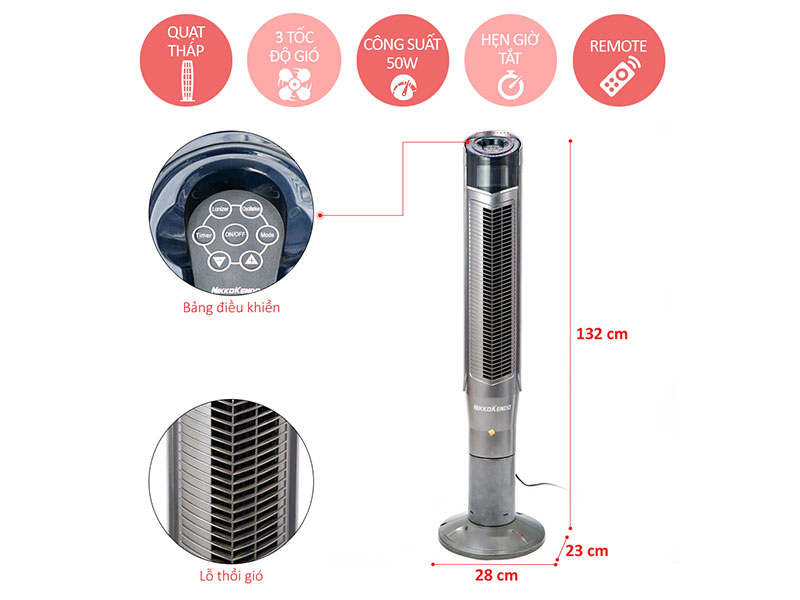 QUẠT
THÁP
3 TỐC
ĐỘ GIÓ
CÔNG SUẤT
50W
HẸN GIỜ
TẮT
REMOTE
Lonizer
Oscillation
Timer
ON/OFF
Mode
NIKKOKENDO
Bảng điều khiển
132 cm
NIKKOKENDO
Lỗ thổi gió
23 cm
28 cm